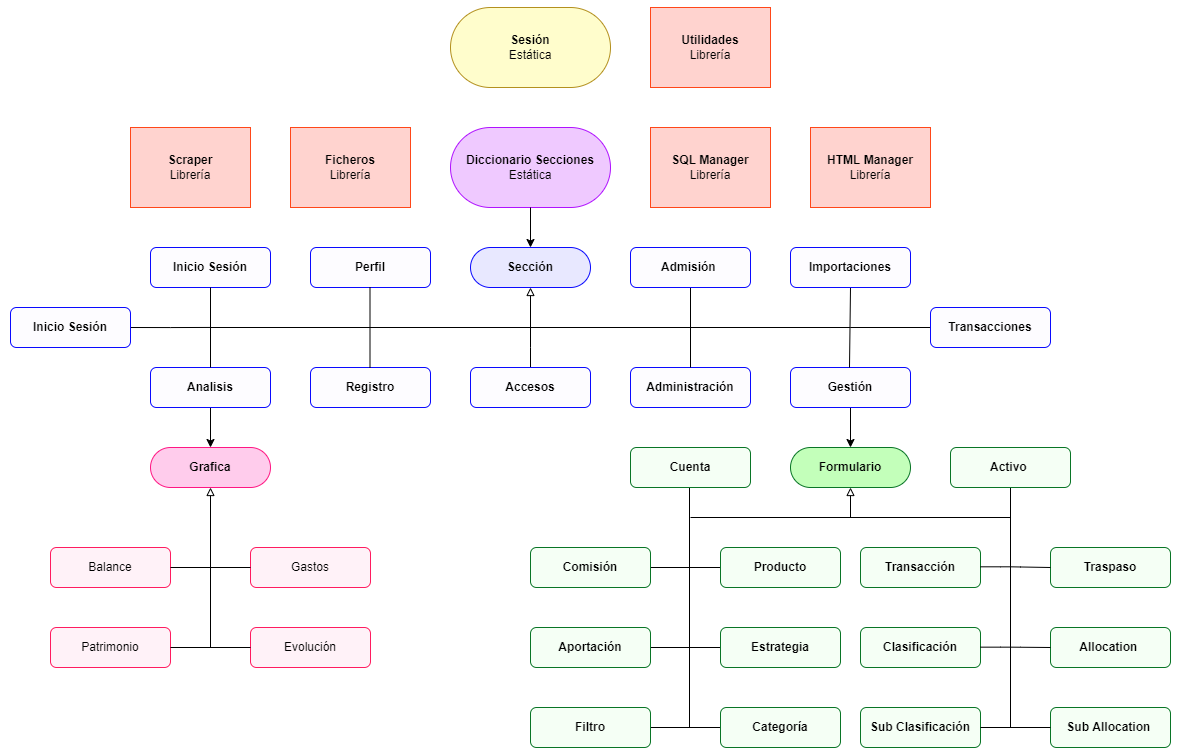 Sesión
Estática
Utilidades
Librería
Scraper
Librería
Ficheros
Librería
Diccionario Secciones
Estática
SQL Manager
Librería
HTML Manager
Librería
Inicio Sesión
Perfil
Sección
Admisión
Importaciones
Inicio Sesión
Transacciones
Analisis
Registro
Accesos
Administración
Gestión
Grafica
Cuenta
Formulario
Activo
Balance
Gastos
Comisión
Producto
Transacción
Traspaso
Patrimonio
Evolución
Aportación
Estrategia
Clasificación
Allocation
Filtro
Categoría
Sub Clasificación
Sub Allocation